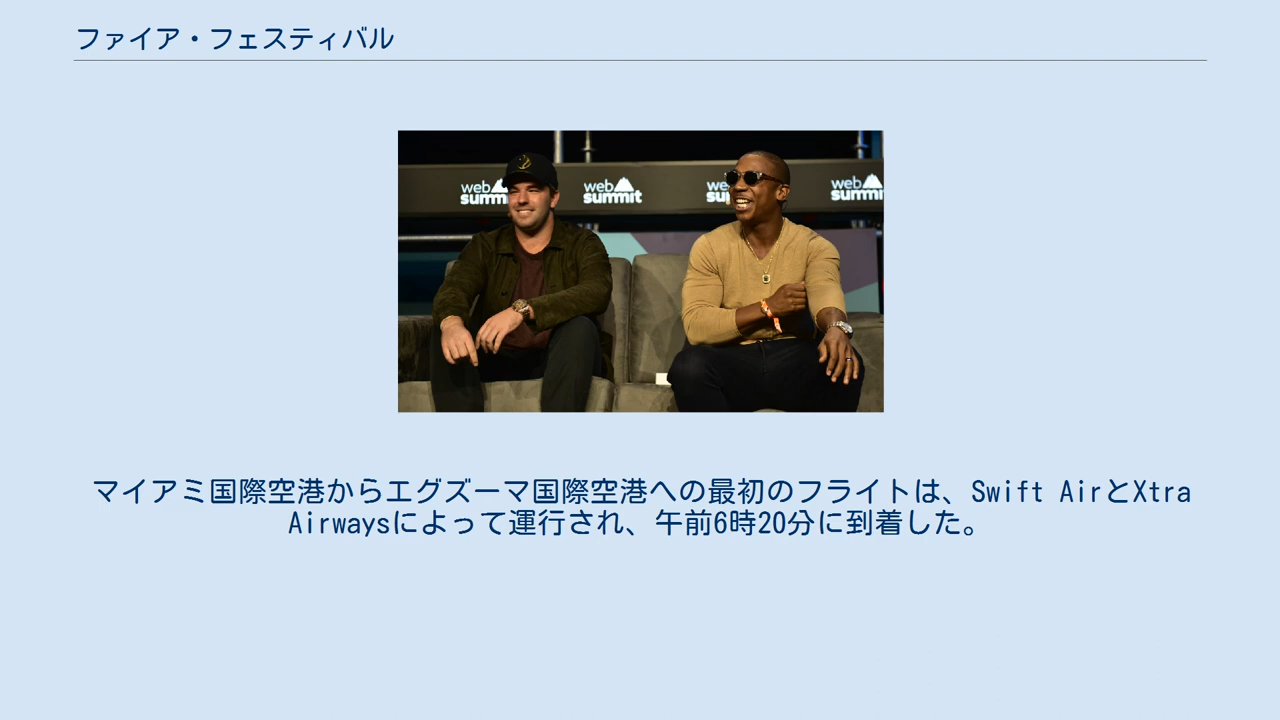 ファイア・フェスティバル
web summit
web summit
web su
web summit
マイアミ国際空港からエグズーマ国際空港への最初のフライトは、Swift AirとXtra
Airwaysによって運行され、午前6時20分に到着した。